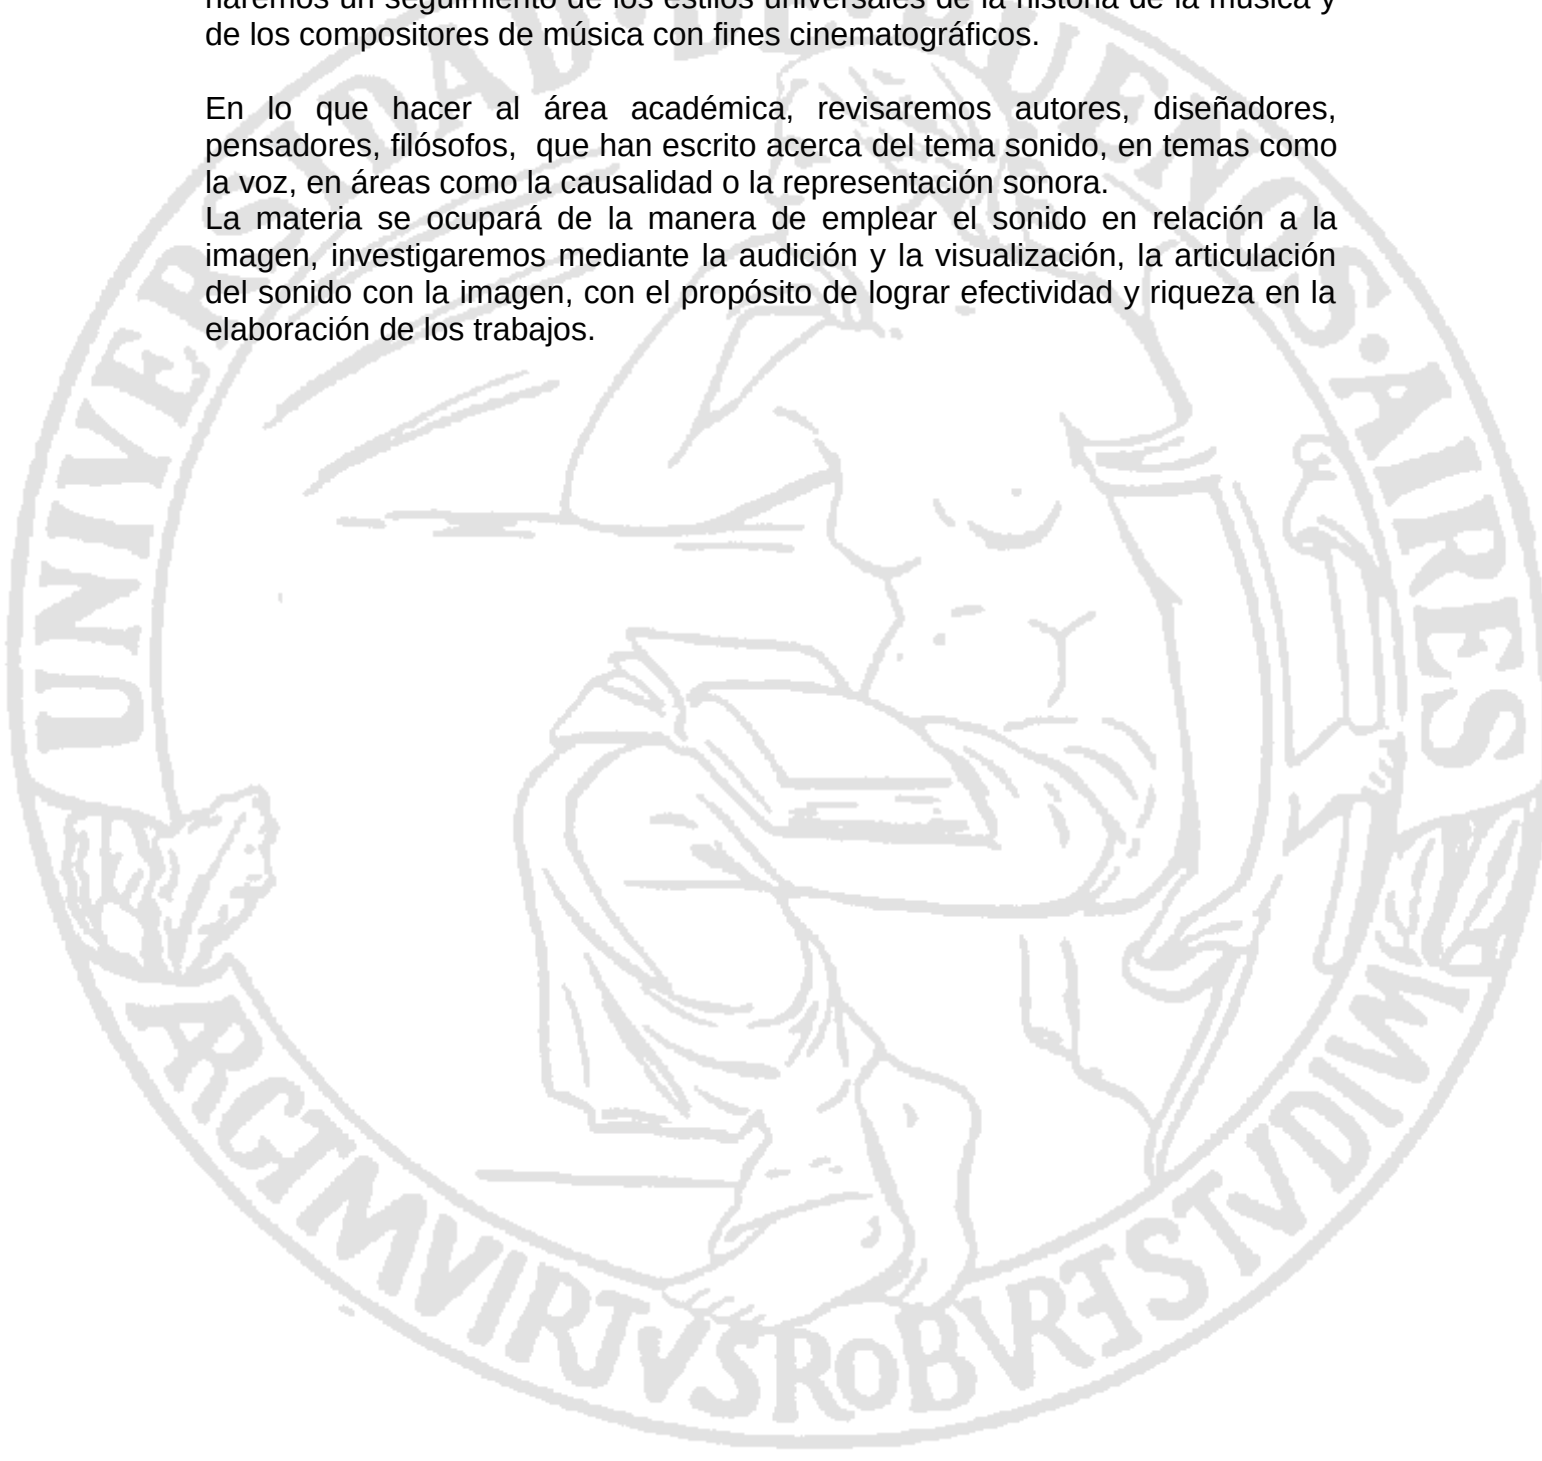 haremos un seguimiento de los estilos universales de la historia de la música y
de los compositores de música con fines cinematográficos.
En lo que hacer al área académica, revisaremos autores, diseñadores,
pensadores, filósofos,  que han escrito acerca del tema sonido, en temas como
la voz, en áreas como la causalidad o la representación sonora.
La materia se ocupará de la manera de emplear el sonido en relación a la
imagen, investigaremos mediante la audición y la visualización, la articulación
del sonido con la imagen, con el propósito de lograr efectividad y riqueza en la
elaboración de los trabajos.
UNIVERSIDAD·DE·BUENOS·AIRES
ARGTMVIRTVSROBVRETSTVDIVM